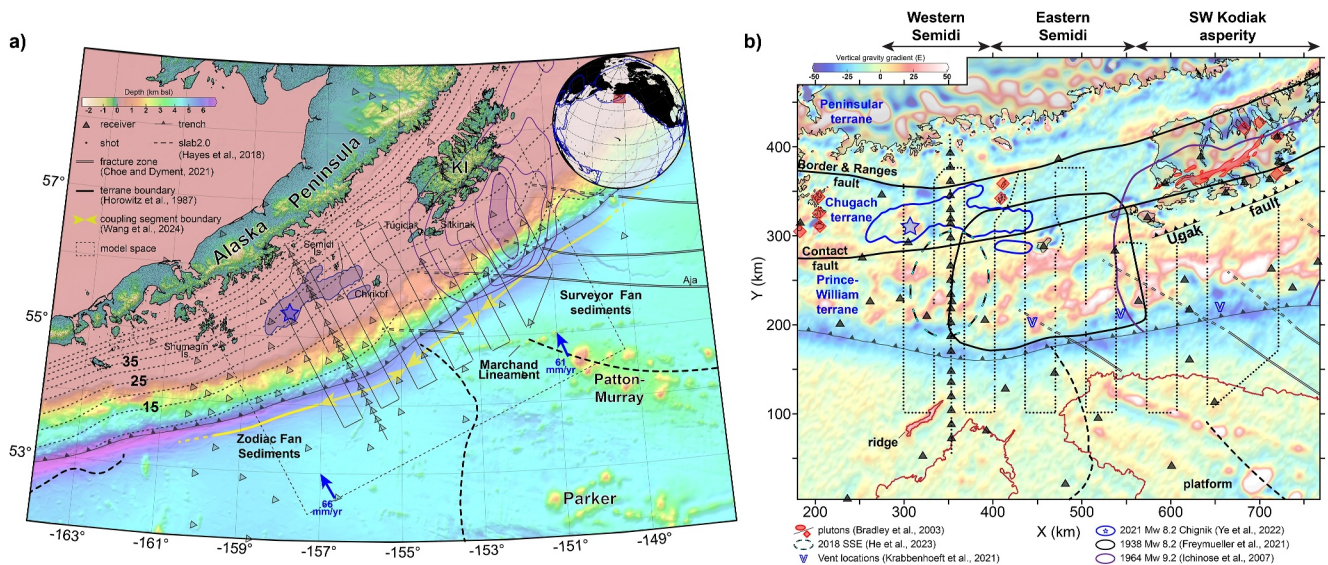 a)
Depth (km bsl)
-2 -1 0 1 2 3 4 5 6
receiver
trench
shot
slab2.0
(Hayes et al., 2018)
fracture zone
(Choe and Dyment, 2021)
terrane boundary
(Horowitz et al., 1987)
coupling segment boundary
(Wang et al., 2024)
model space
57°
55°
53°
Alaska Peninsula
KI
Tugidak
Sitkinak
Semidi
Is
Chirikof
Shumagin
Is
35
25
15
Aja
Surveyor Fan
sediments
Marchand
Lineament
61
mm/yr
Patton-
Murray
Zodiac Fan
Sediments
66
mm/yr
Parker
-163
-161
-159
-157
-155
-153
-151
-149
b)
Western
Semidi
Eastern
Semidi
SW Kodiak
asperity
Vertical gravity gradient (E)
-50 -25 0 25 50
Peninsular
terrane
Border & Ranges
fault
Chugach
terrane
Contact
fault
Prince-
William
terrane
Ugak
fault
V
V
V
ridge
platform
Y (km)
400
300
200
100
200
300
400
500
600
700
X (km)
plutons (Bradley et al., 2003)
2018 SSE (He et al., 2023)
V Vent locations (Krabbenhoeft et al., 2021)
2021 Mw 8.2 Chignik (Ye et al., 2022)
1938 Mw 8.2 (Freymueller et al., 2021)
1964 Mw 9.2 (Ichinose et al., 2007)